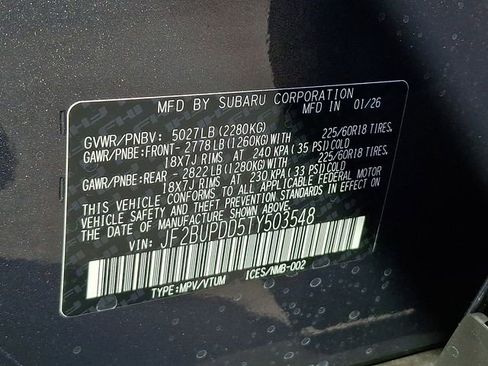 MFD BY SUBARU CORPORATION
MFD IN 01/26
GVWR/PNBV: 5027LB (2280KG)
GAWR/PNBE:FRONT- 2778LB (1260KG)WITH 225/60R18 TIRES,
18X7J RIMS AT 240 KPA (35 PSI)COLD
GAWR/PNBE:REAR - 2822LB (1280KG)WITH 225/60R18 TIRES,
18X7J RIMS AT 230 KPA (33 PSI)COLD
THIS VEHICLE CONFORMS TO ALL APPLICABLE FEDERAL MOTOR
VEHICLE SAFETY AND THEFT PREVENTION STANDARDS IN EFFECT ON
THE DATE OF MANUFACTURE SHOWN ABOVE.
VIN: JF2BUPDD5TY503548
TYPE:MPV/VTUM ICES/NMB-002